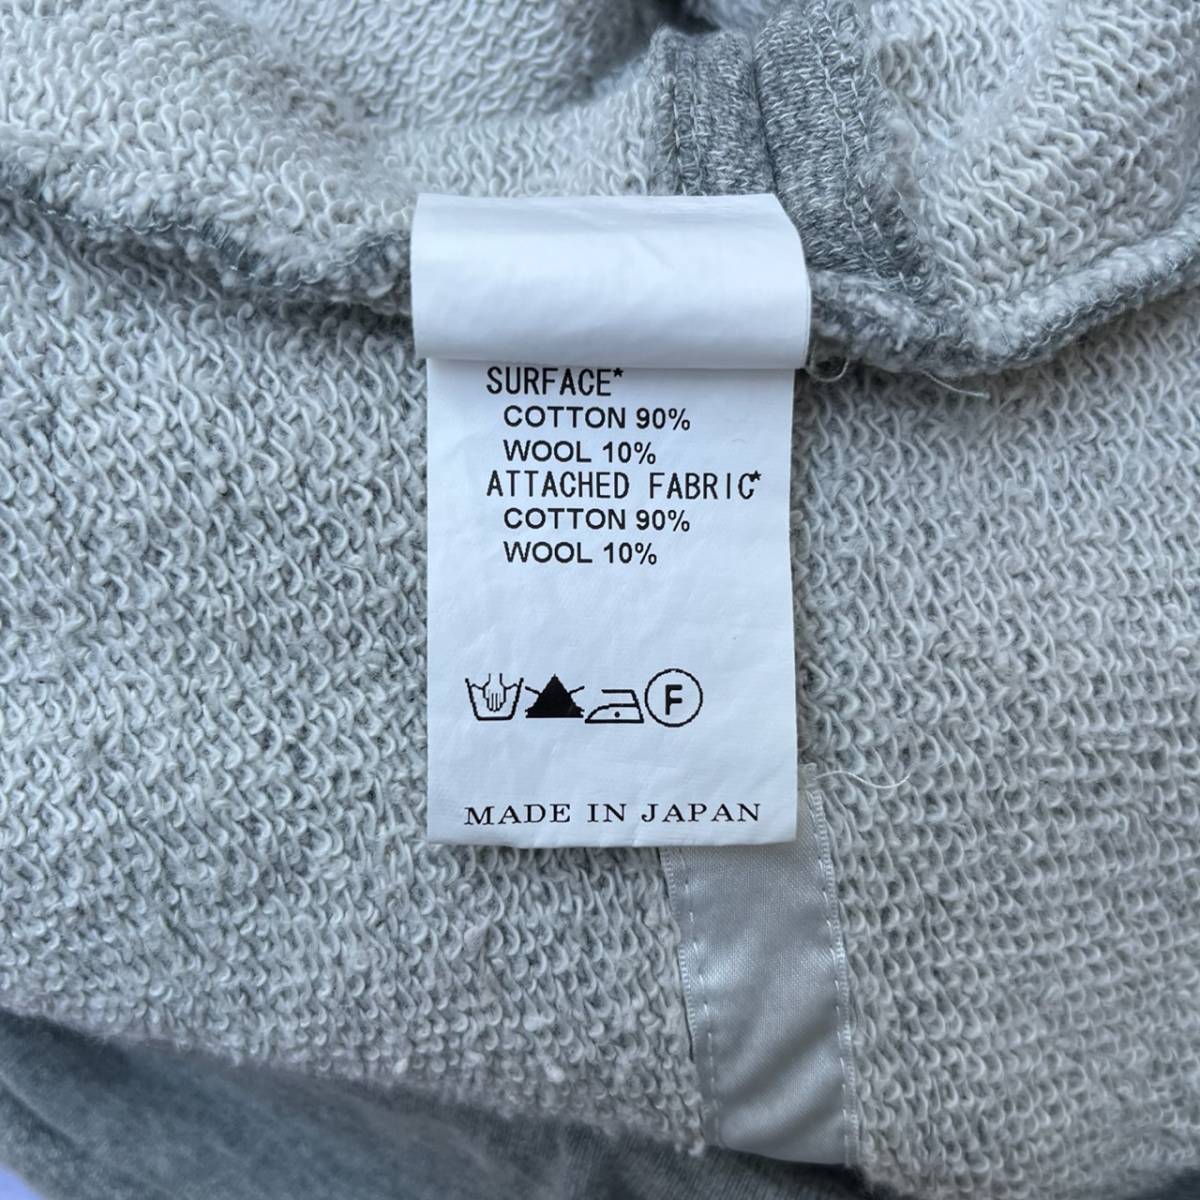 SURFACE*
COTTON 90%
WOOL 10%
ATTACHED FABRIC*
COTTON 90%
WOOL 10%
F
MADE IN JAPAN